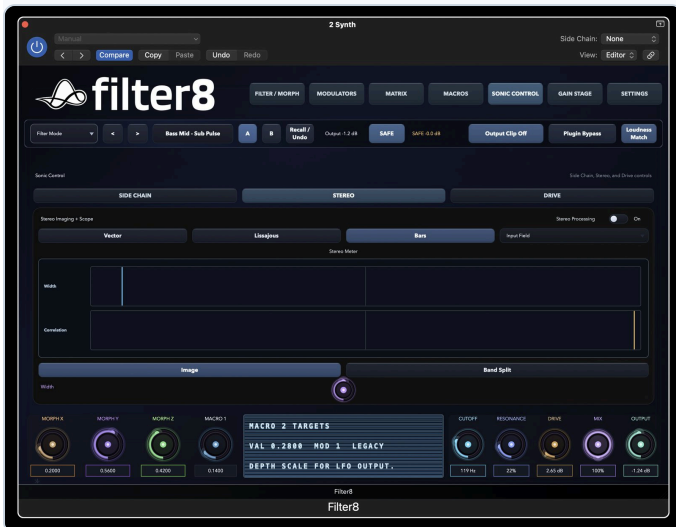 2 Synth
Manual
Side Chain: None
< > Compare Copy Paste Undo Redo
View: Editor
filter8
FILTER / MORPH MODULATORS MATRIX MACROS SONIC CONTROL GAIN STAGE SETTINGS
Filter Mode < > Bass Mid - Sub Pulse A B Recall / Undo Output -1.2 dB SAFE SAFE -0.0 dB Output Clip Off Plugin Bypass Loudness Match
Sonic Control
Side Chain, Stereo, and Drive controls
SIDE CHAIN STEREO DRIVE
Stereo Imaging + Scope
Stereo Processing On
Vector Lissajous Bars Input Field
Stereo Meter
Width
Correlation
Image Band Split
Width
MORPH X MORPH Y MORPH Z MACRO 1
MACRO 2 TARGETS
VAL 0.2800 MOD 1 LEGACY
DEPTH SCALE FOR LFO OUTPUT.
CUTOFF RESONANCE DRIVE MIX OUTPUT
0.2000 0.5600 0.4200 0.1400
119 Hz 22% 2.65 dB 100% -1.24 dB
Filter8
Filter8